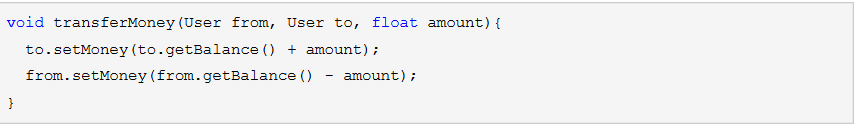 void transferMoney(User from, User to, float amount){
  to.setMoney(to.getBalance() + amount);
  from.setMoney(from.getBalance() - amount);
}